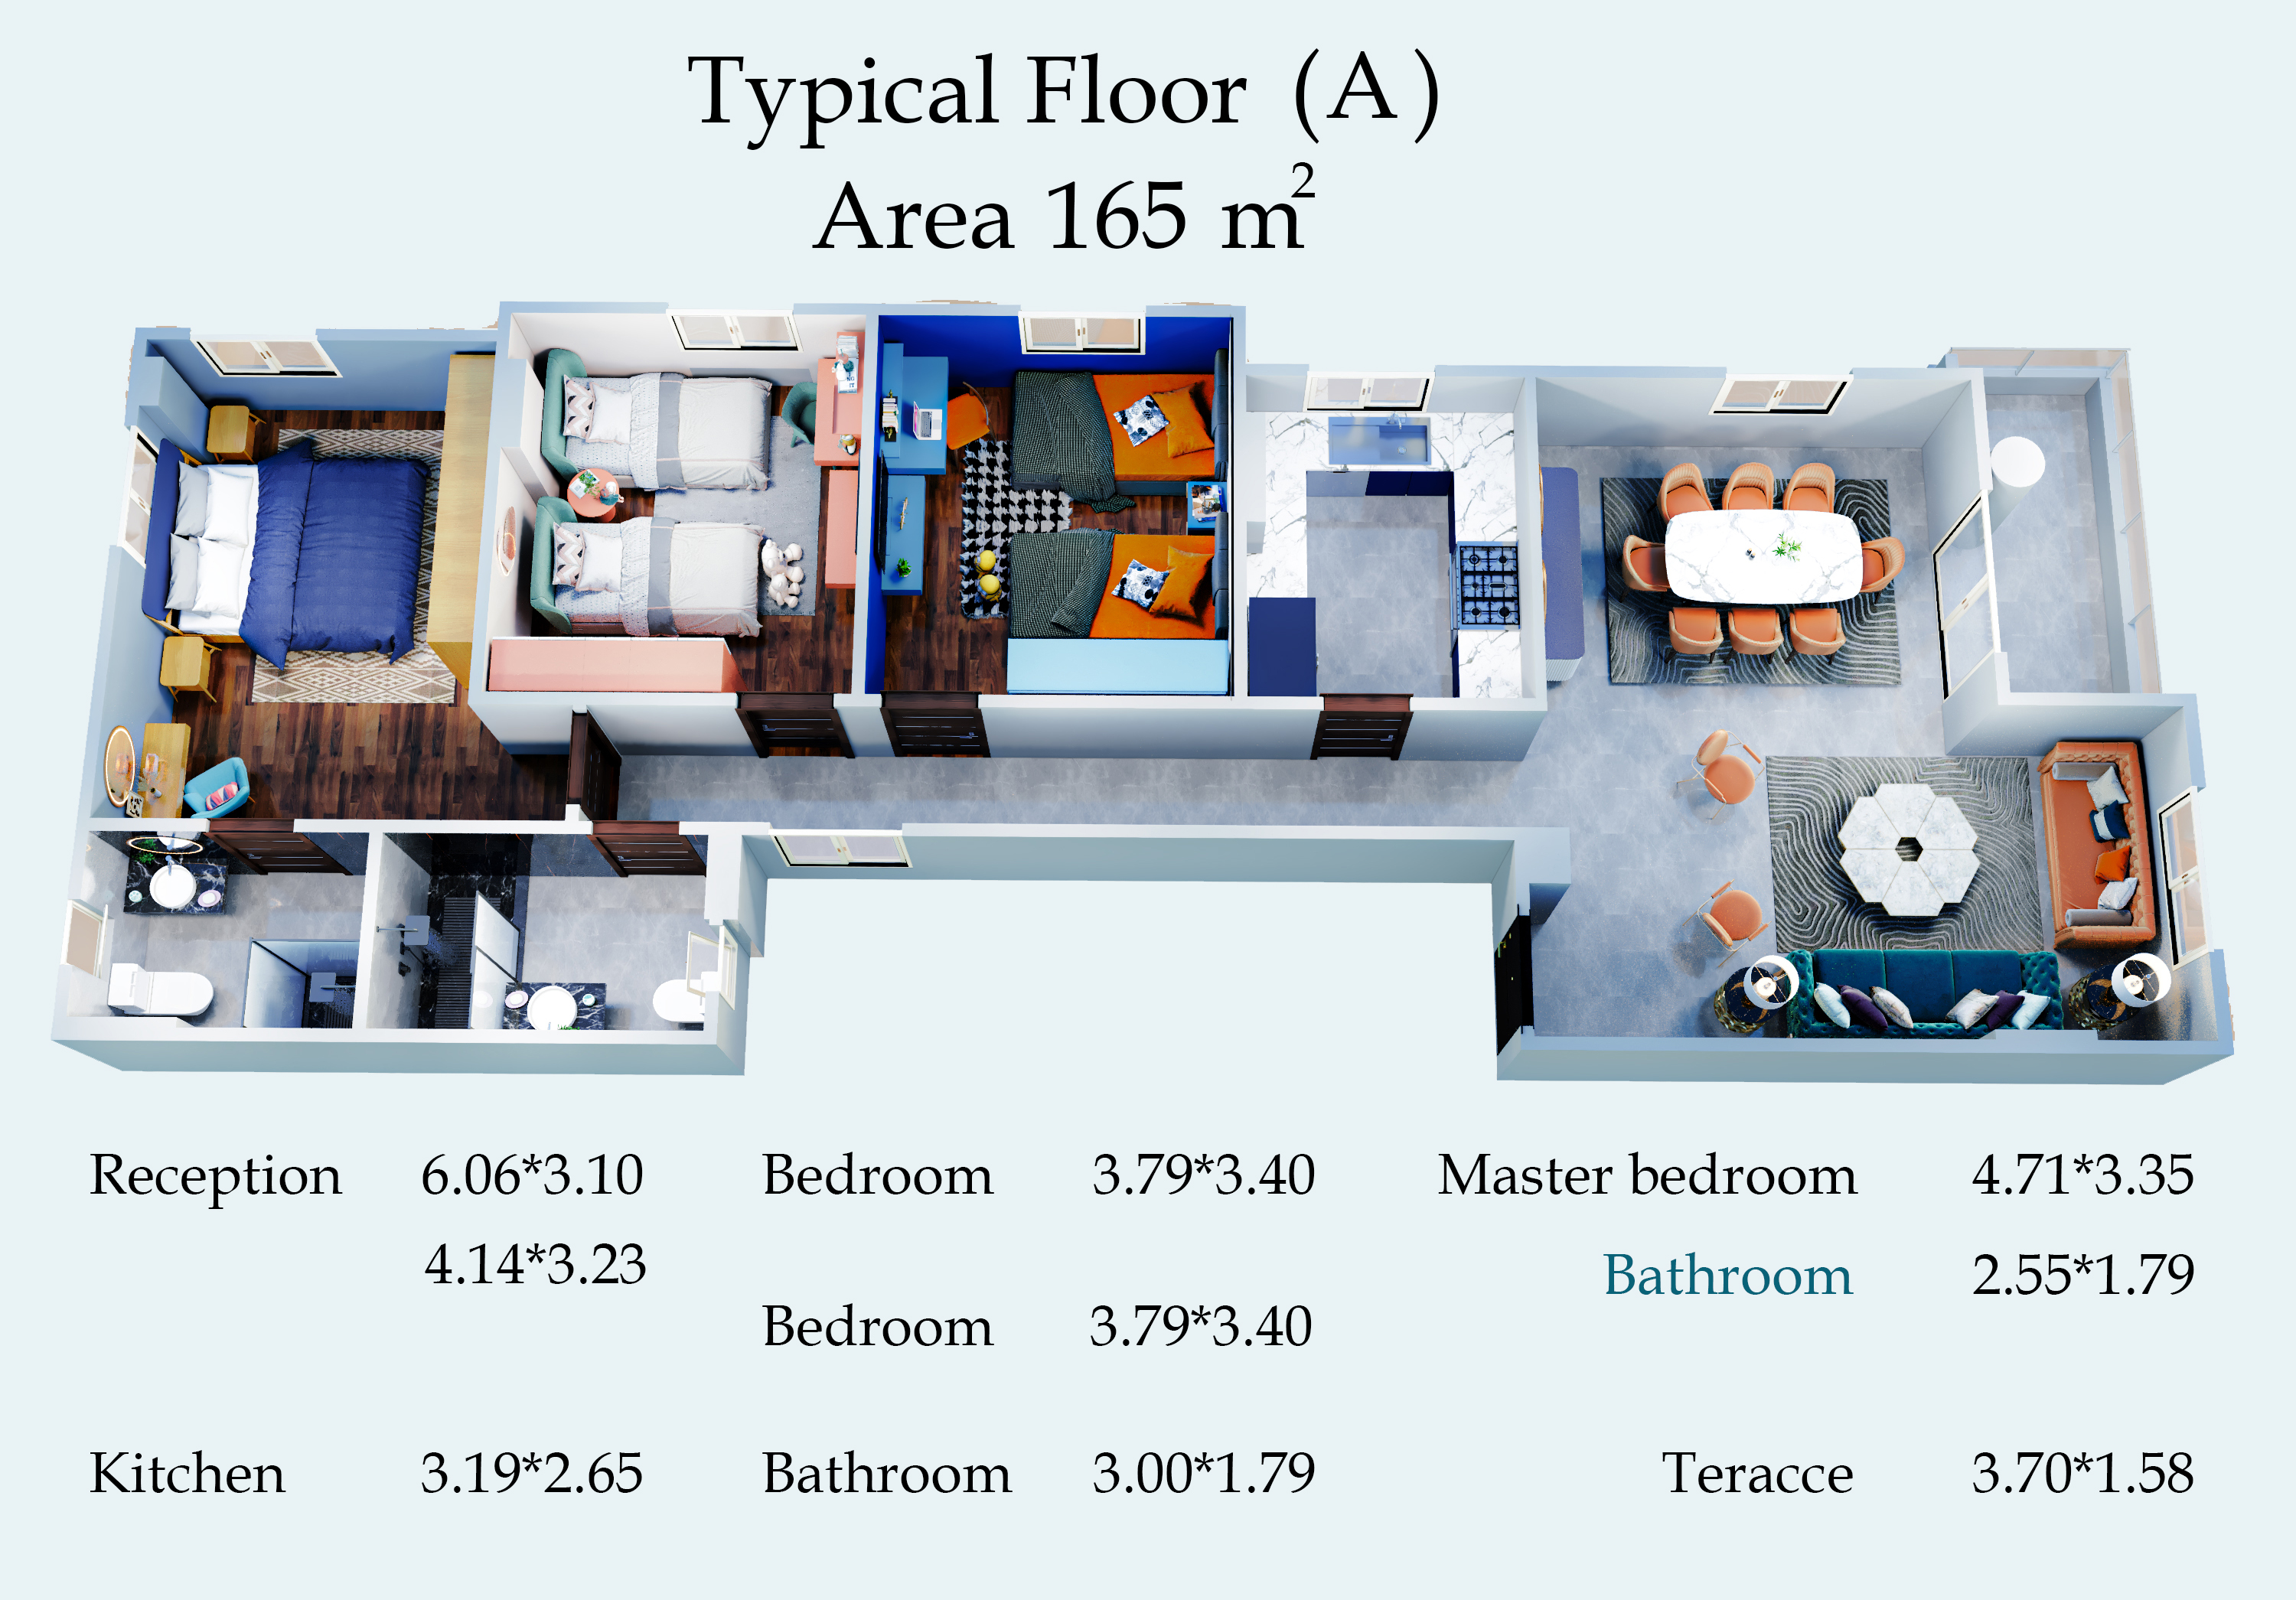 Typical Floor (A)
Area 165 m²
Reception 6.06*3.10
4.14*3.23
Kitchen 3.19*2.65
Bedroom 3.79*3.40
Bedroom 3.79*3.40
Bathroom 3.00*1.79
Master bedroom 4.71*3.35
Bathroom 2.55*1.79
Teracce 3.70*1.58